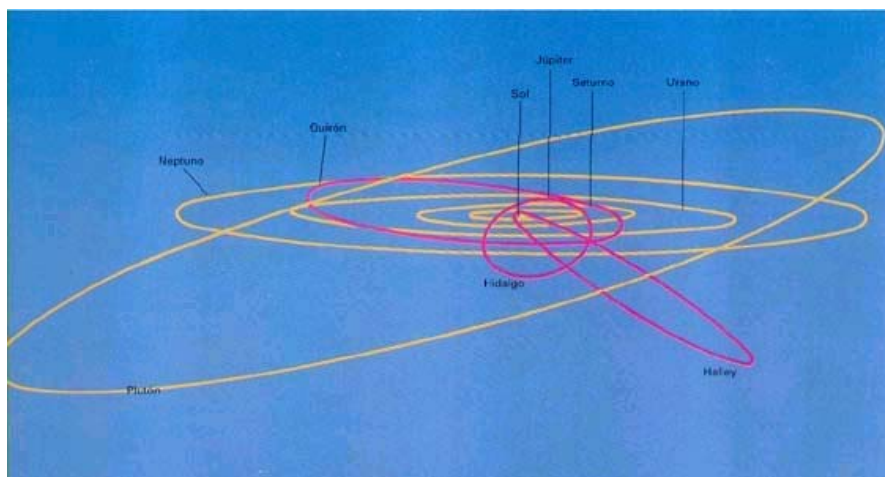 Júpiter
Sol
Saturno
Urano
Quirón
Neptuno
Hidalgo
Halley
Plutón